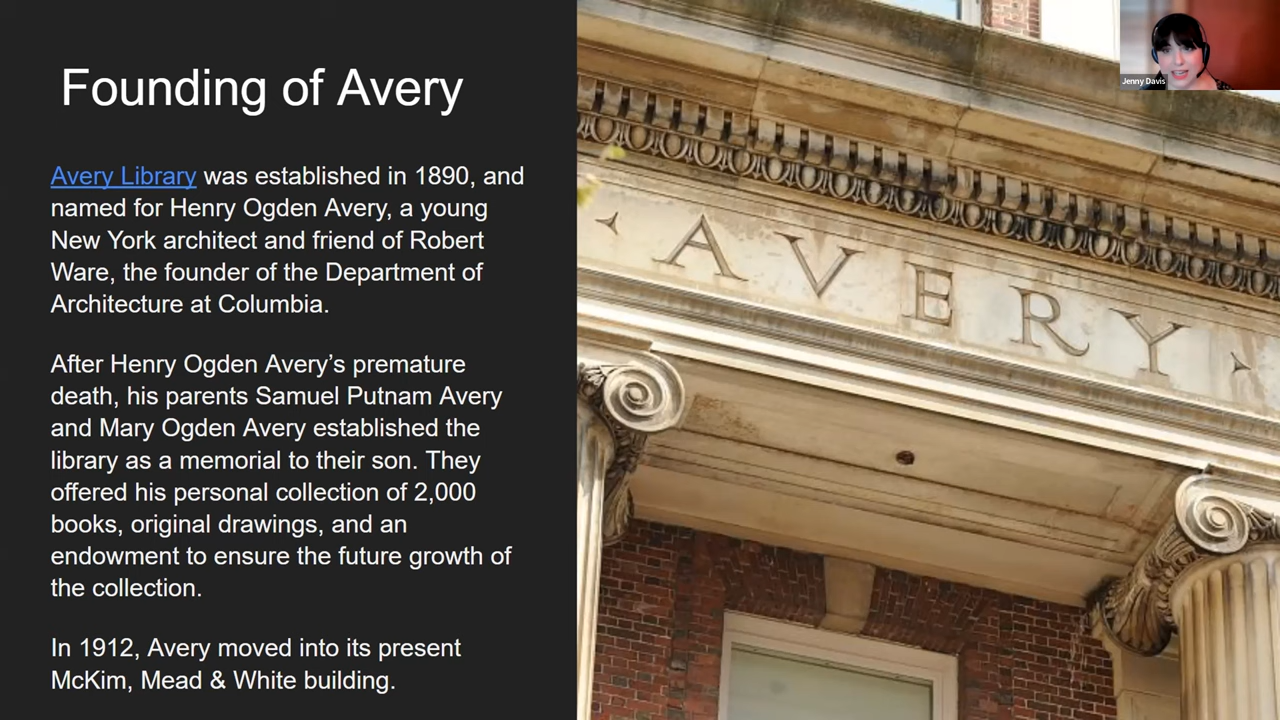 Founding of Avery
Avery Library was established in 1890, and
named for Henry Ogden Avery, a young
New York architect and friend of Robert
Ware, the founder of the Department of
Architecture at Columbia.
After Henry Ogden Avery’s premature
death, his parents Samuel Putnam Avery
and Mary Ogden Avery established the
library as a memorial to their son. They
offered his personal collection of 2,000
books, original drawings, and an
endowment to ensure the future growth of
the collection.
In 1912, Avery moved into its present
McKim, Mead & White building.
AVERY
Jenny Davis